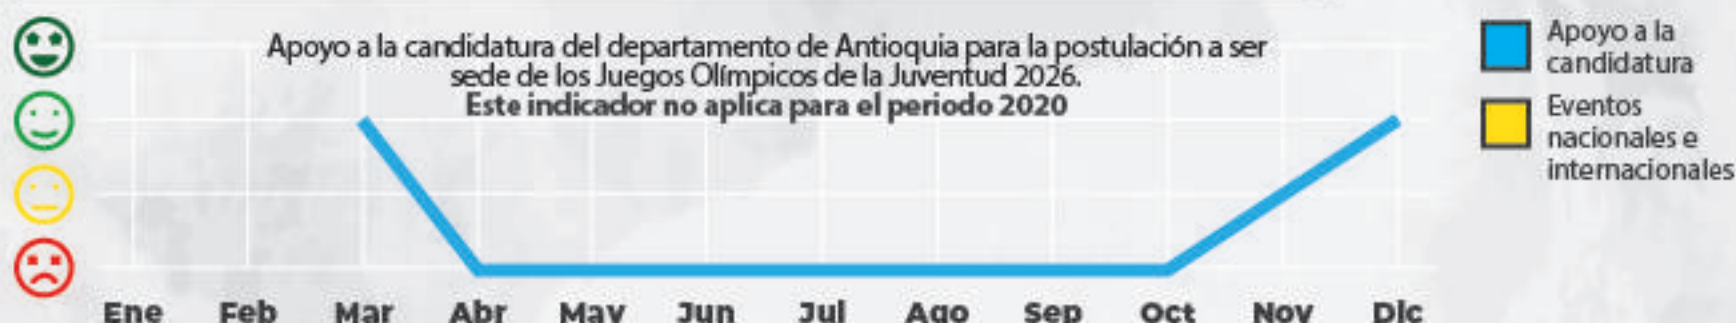 Apoyo a la candidatura del departamento de Antioquia para la postulación a ser
sede de los Juegos Olímpicos de la Juventud 2026.
Este indicador no aplica para el periodo 2020
Apoyo a la
candidatura
Eventos
nacionales e
internacionales
Ene Feb Mar Abr May Jun Jul Ago Sep Oct Nov Dic